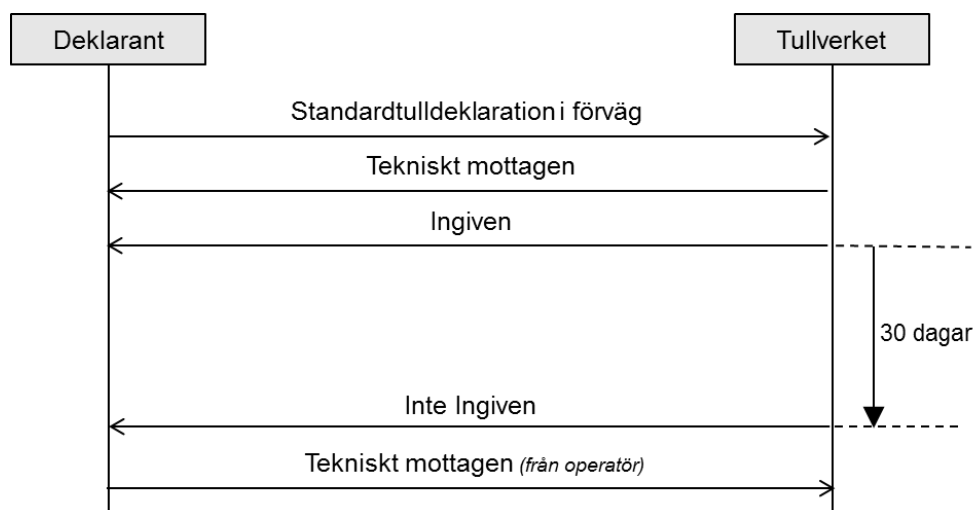 Deklarant
Tullverket
Standardtulldeklaration i förväg
Tekniskt mottagen
Ingiven
30 dagar
Inte Ingiven
Tekniskt mottagen (från operatör)